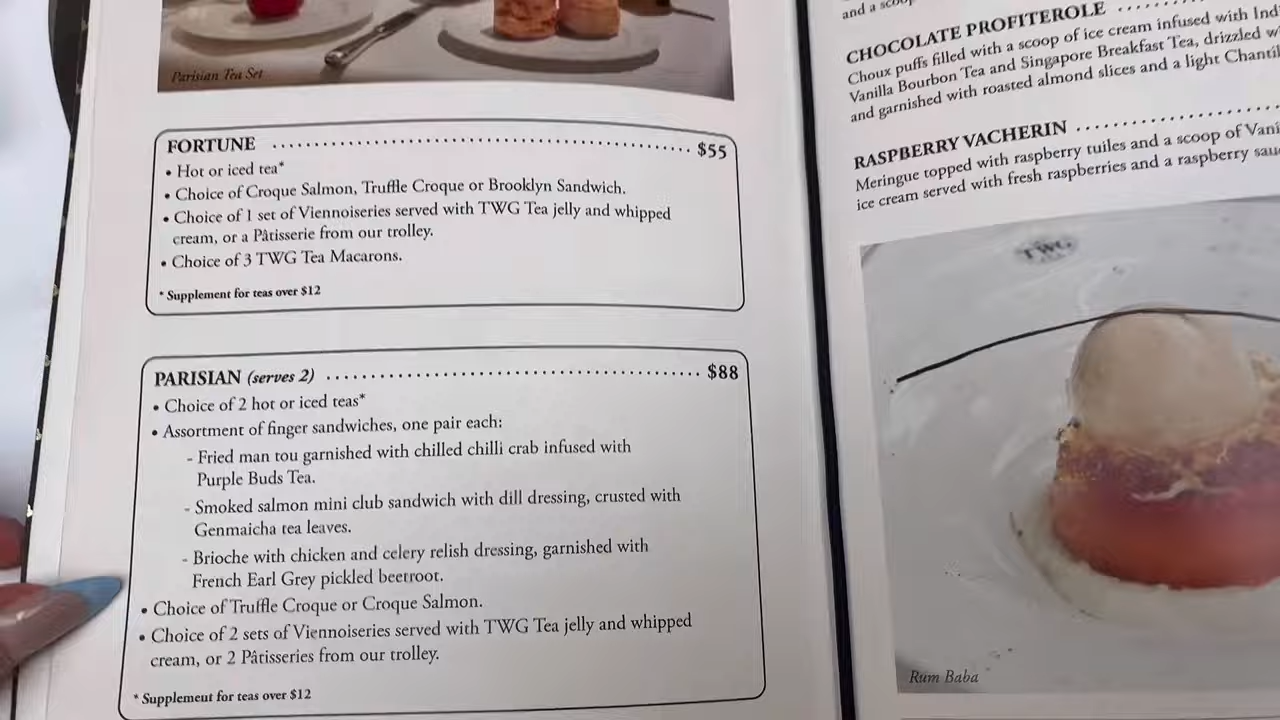 Parisian Tea Set
FORTUNE ........................ $55
• Hot or iced tea*
• Choice of Croque Salmon, Truffle Croque or Brooklyn Sandwich.
• Choice of 1 set of Viennoiseries served with TWG Tea jelly and whipped
cream, or a Pâtisserie from our trolley.
• Choice of 3 TWG Tea Macarons.
* Supplement for teas over $12
PARISIAN (serves 2) ........................ $88
• Choice of 2 hot or iced teas*
• Assortment of finger sandwiches, one pair each:
- Fried man tou garnished with chilled chilli crab infused with
Purple Buds Tea.
- Smoked salmon mini club sandwich with dill dressing, crusted with
Genmaicha tea leaves.
- Brioche with chicken and celery relish dressing, garnished with
French Earl Grey pickled beetroot.
• Choice of Truffle Croque or Croque Salmon.
• Choice of 2 sets of Viennoiseries served with TWG Tea jelly and whipped
cream, or 2 Pâtisseries from our trolley.
* Supplement for teas over $12
and a scoop
CHOCOLATE PROFITEROLE ........
Choux puffs filled with a scoop of ice cream infused with
Vanilla Bourbon Tea and Singapore Breakfast Tea, drizzled
and garnished with roasted almond slices and a light
RASPBERRY VACHERIN ........
Meringue topped with raspberry tuiles and a scoop of
ice cream served with fresh raspberries and a raspberry
TWG
Rum Baba